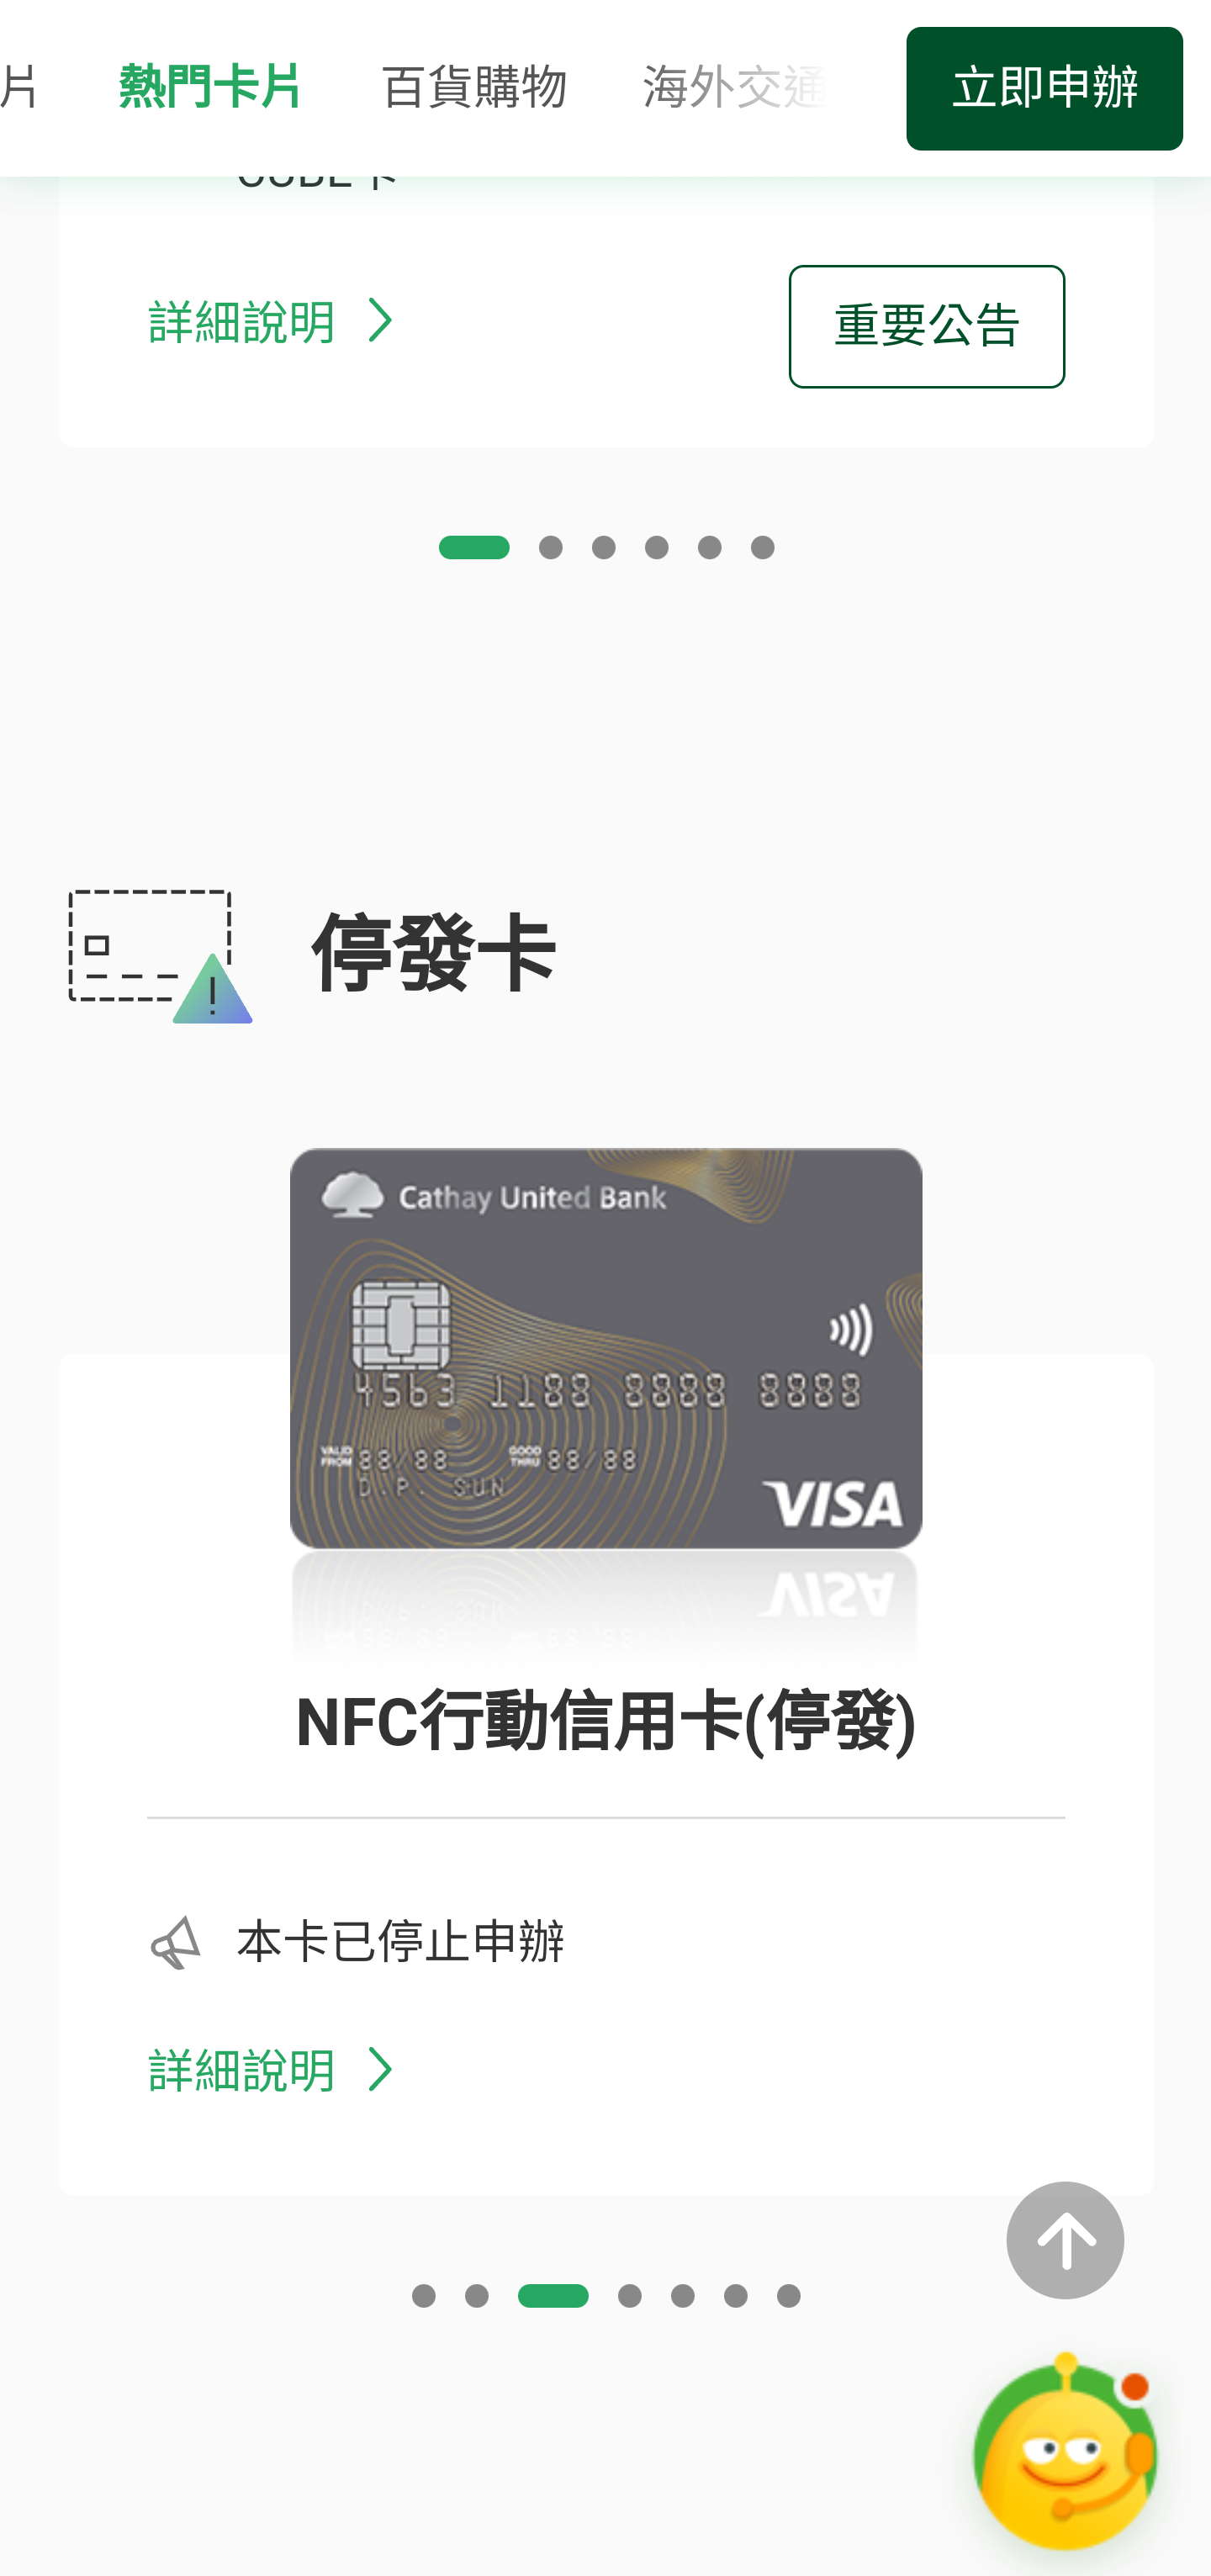 片 熱門卡片 百貨購物 海外交通 立即申辦
CUBE卡
詳細說明
重要公告
停發卡
Cathay United Bank
4563 1188 8888 8888
VALID FROM 88/88 GOOD THRU 88/88
D.P. SUN
VISA
NFC行動信用卡(停發)
本卡已停止申辦
詳細說明